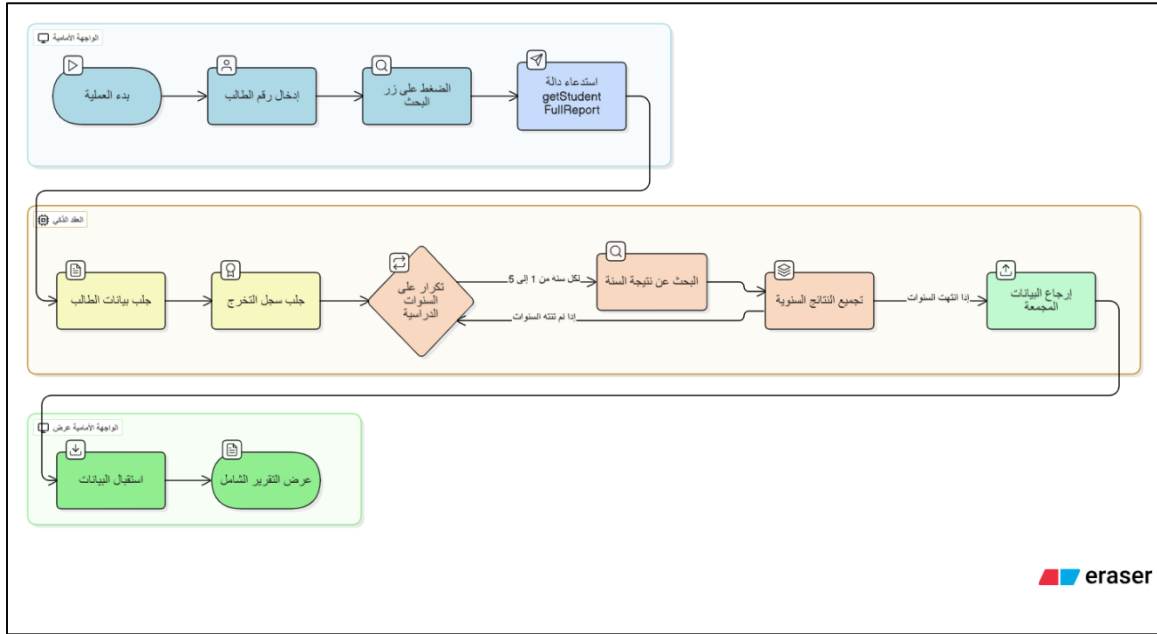 الواجهة الأمامية
بدء العملية
إدخال رقم الطالب
الضغط على زر
البحث
استدعاء دالة
getStudent
FullReport
العقد الذكي
جلب بيانات الطالب
جلب سجل التخرج
تكرار على
السنوات
الدراسية
لكل سنه من 1 إلى 5
البحث عن نتيجة السنة
تجميع النتائج السنوية
إذا لم تنته السنوات
إذا انتهت السنوات
إرجاع البيانات
المجمعة
الواجهة الأمامية عرض
استقبال البيانات
عرض التقرير الشامل
eraser